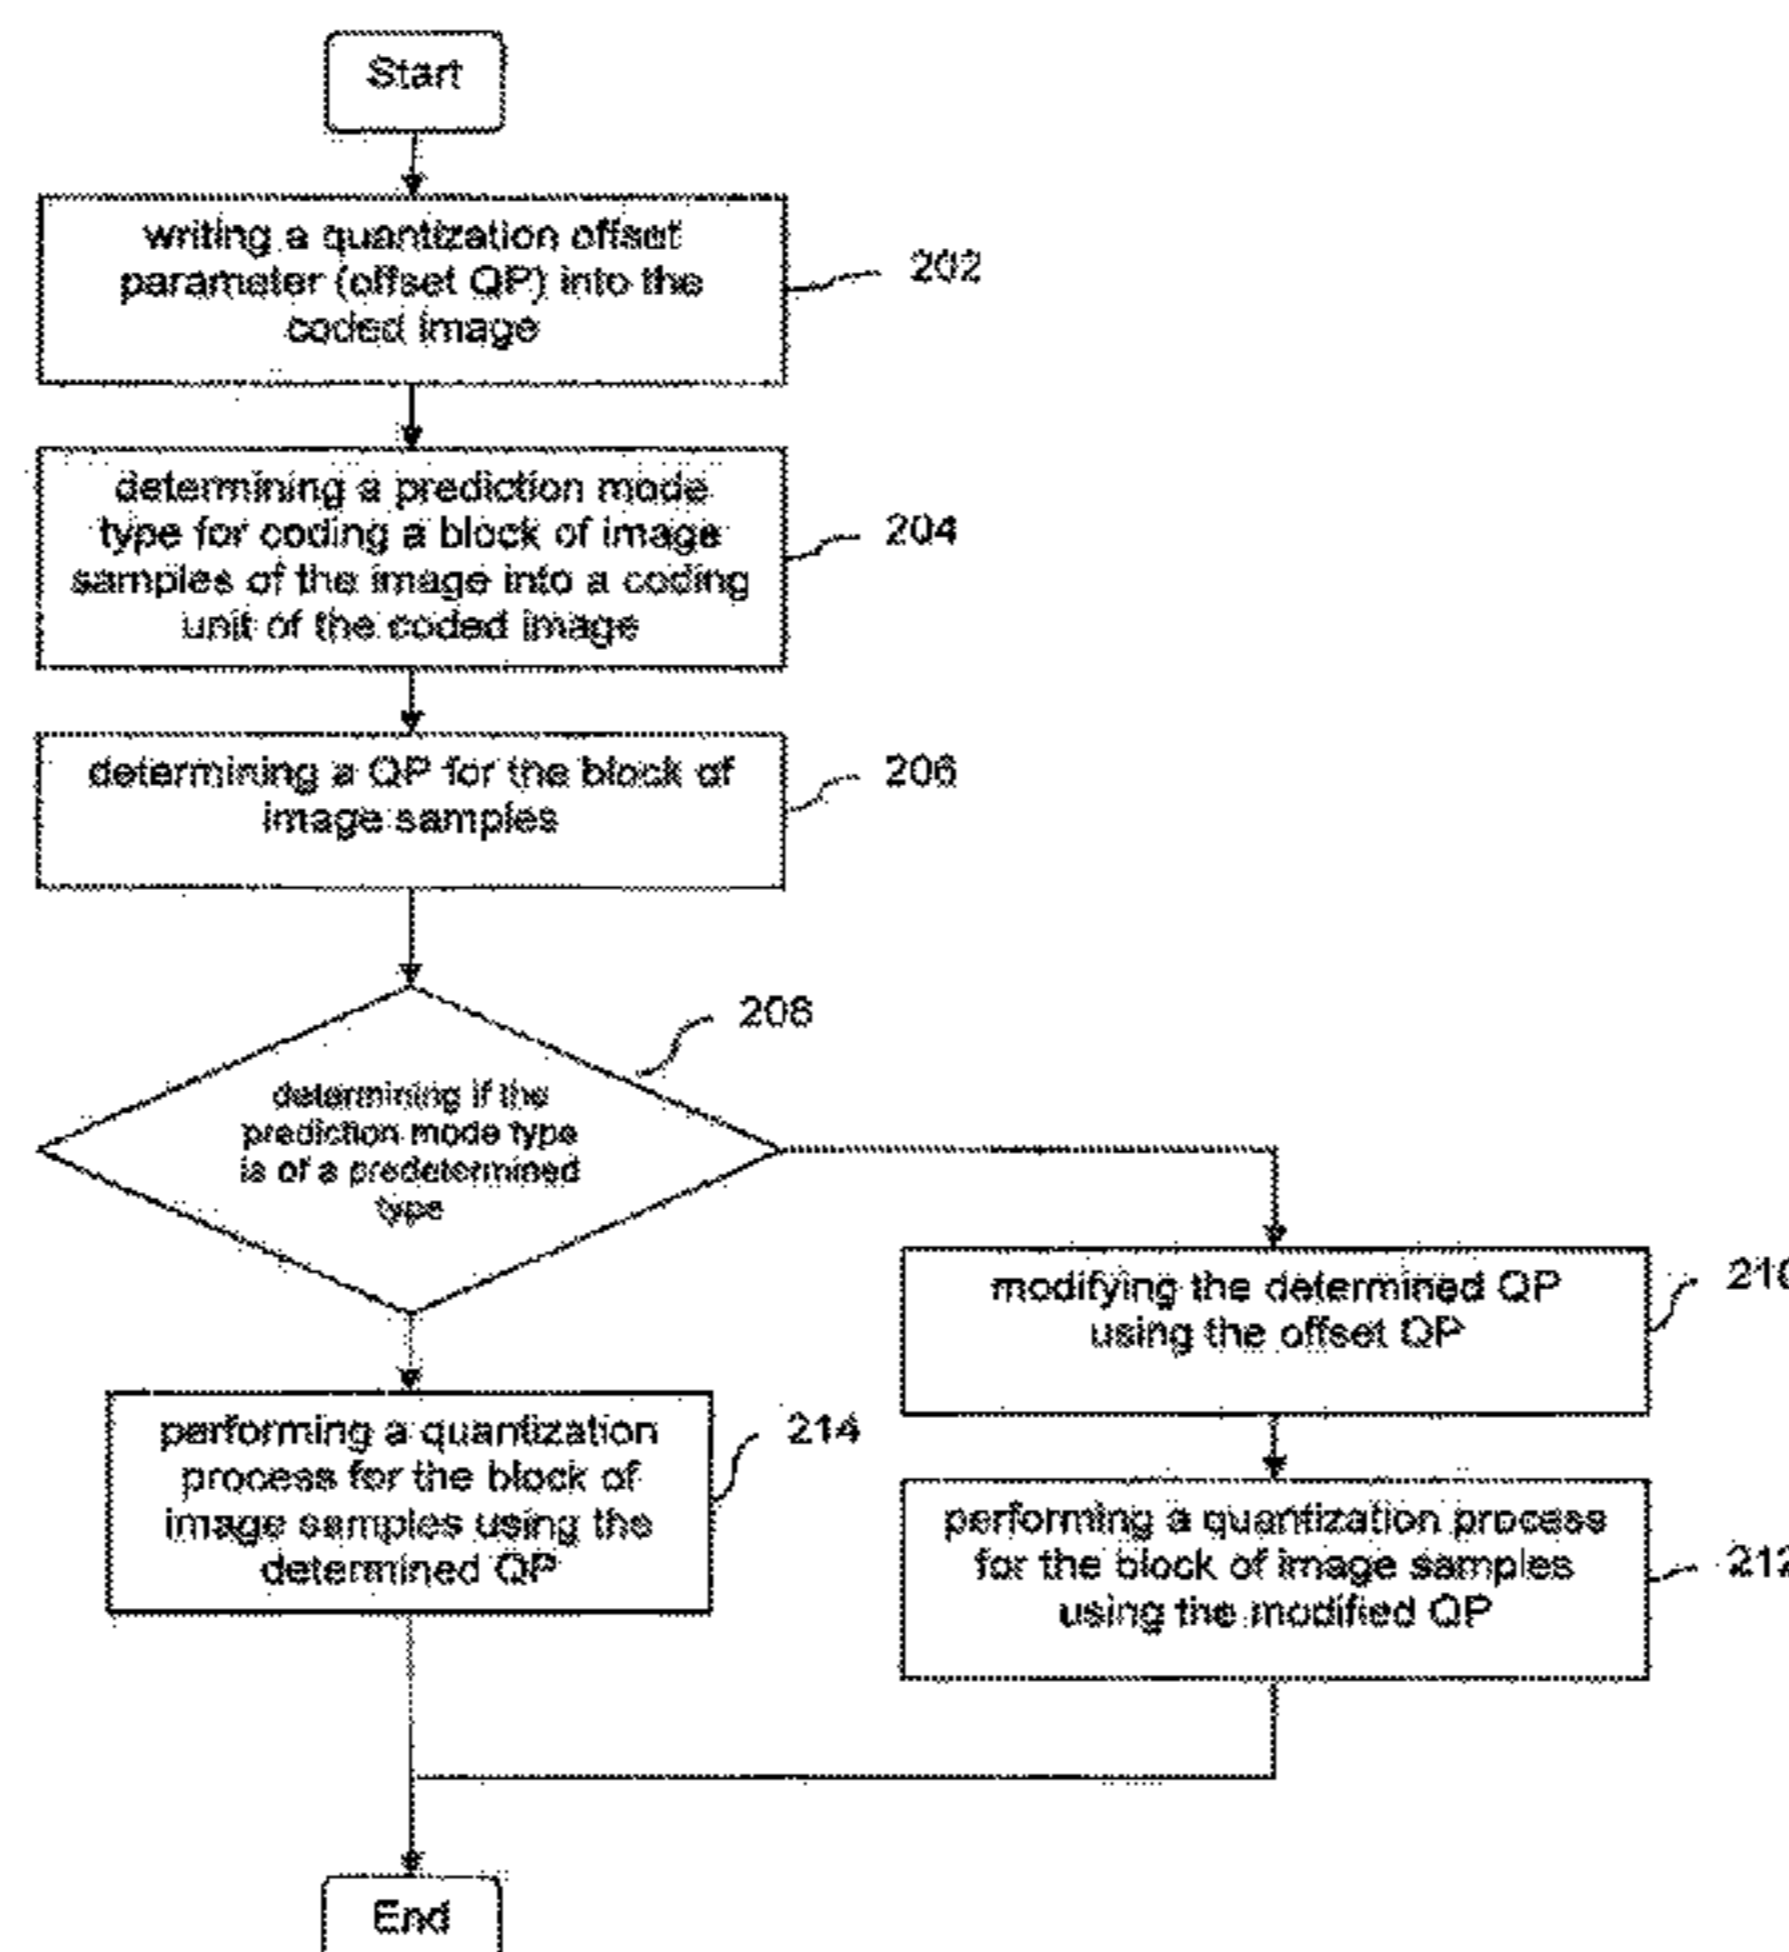 Start
writing a quantization offset
parameter (offset QP) into the
coded image
202
determining a prediction mode
type for coding a block of image
samples of the image into a coding
unit of the coded image
204
determining a QP for the block of
image samples
206
208
determining if the
prediction mode type
is of a predetermined
type
modifying the determined QP
using the offset QP
210
performing a quantization
process for the block of
image samples using the
determined QP
214
performing a quantization process
for the block of image samples
using the modified QP
212
End